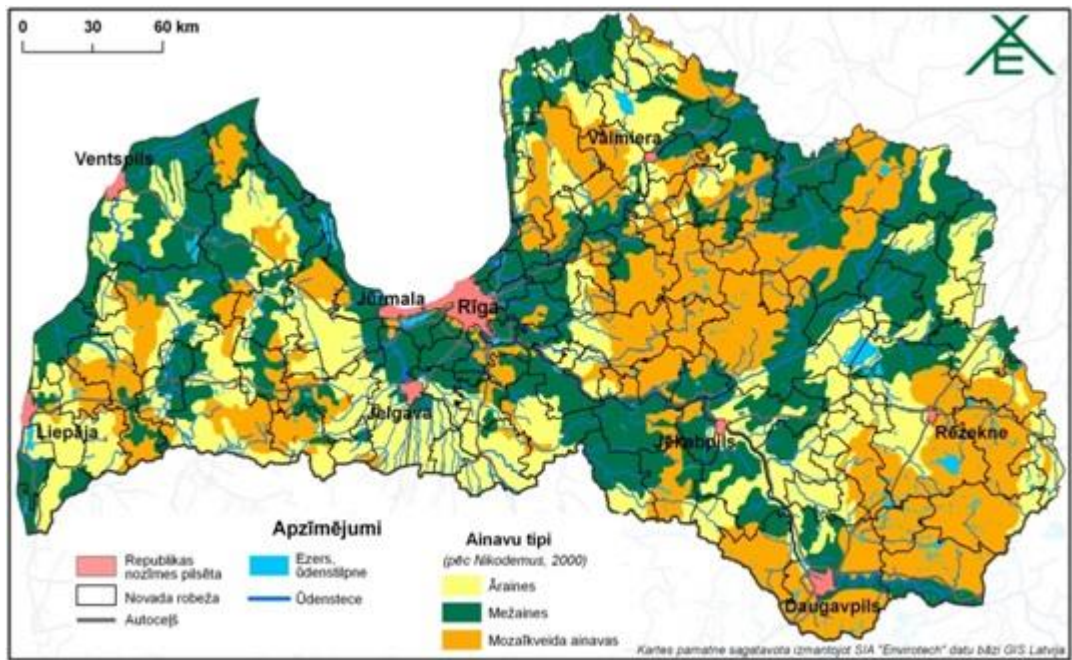 0 30 60 km
Ventspils
Valmiera
Jūrmala
Rīga
Jelgava
Liepāja
Jēkabpils
Rēzekne
Daugavpils
Apzīmējumi
Republikas
nozīmes pilsēta
Novada robeža
Autoceļš
Ezers,
ūdenstilpne
Ūdenstece
Ainavu tipi
(pēc Nikodemus, 2000)
Āraines
Mežaines
Mozaīkveida ainavas
Kartes pamatne sagatavota izmantojot SIA "Envirotech" datu bāzi GIS Latvija
E